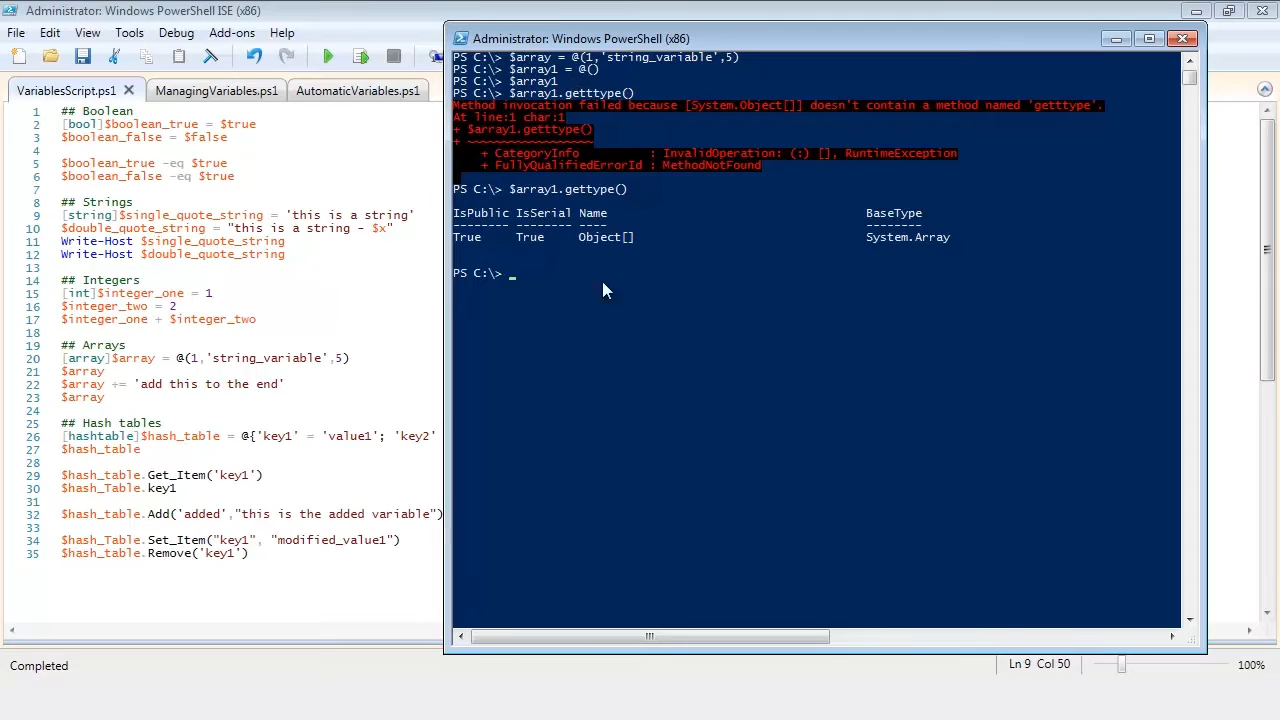 Administrator: Windows PowerShell ISE (x86)
File Edit View Tools Debug Add-ons Help
VariablesScript.ps1 ManagingVariables.ps1 AutomaticVariables.ps1
1 ## Boolean
2 [bool]$boolean_true = $true
3 $boolean_false = $false
4
5 $boolean_true -eq $true
6 $boolean_false -eq $true
7
8 ## Strings
9 [string]$single_quote_string = 'this is a string'
10 $double_quote_string = "this is a string - $x"
11 Write-Host $single_quote_string
12 Write-Host $double_quote_string
13
14 ## Integers
15 [int]$integer_one = 1
16 $integer_two = 2
17 $integer_one + $integer_two
18
19 ## Arrays
20 [array]$array = @(1,'string_variable',5)
21 $array
22 $array += 'add this to the end'
23 $array
24
25 ## Hash tables
26 [hashtable]$hash_table = @{'key1' = 'value1'; 'key2'
27 $hash_table
28
29 $hash_table.Get_Item('key1')
30 $hash_Table.key1
31
32 $hash_table.Add('added',"this is the added variable")
33
34 $hash_Table.Set_Item("key1", "modified_value1")
35 $hash_table.Remove('key1')
Completed
Ln 9 Col 50
100%
Administrator: Windows PowerShell (x86)
PS C:\> $array = @(1,'string_variable',5)
PS C:\> $array1 = @()
PS C:\> $array1
PS C:\> $array1.getttype()
Method invocation failed because [System.Object[]] doesn't contain a method named 'getttype'.
At line:1 char:1
+ $array1.getttype()
+ ~~~~~~~~~~~~~~~~~~
+ CategoryInfo : InvalidOperation: (:) [], RuntimeException
+ FullyQualifiedErrorId : MethodNotFound
PS C:\> $array1.gettype()
IsPublic IsSerial Name BaseType
-------- -------- ---- --------
True True Object[] System.Array
PS C:\> _